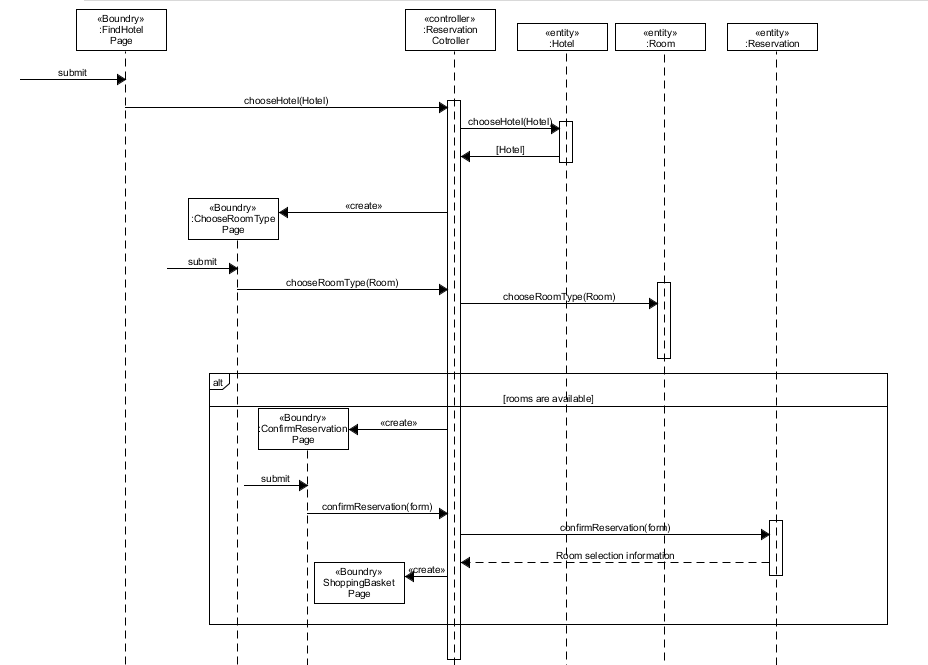 «Boundry»
:FindHotel
Page
«controller»
:Reservation
Cotroller
«entity»
:Hotel
«entity»
:Room
«entity»
:Reservation
submit
chooseHotel(Hotel)
chooseHotel(Hotel)
[Hotel]
«Boundry»
:ChooseRoomType
Page
«create»
submit
chooseRoomType(Room)
chooseRoomType(Room)
alt
[rooms are available]
«Boundry»
:ConfirmReservation
Page
«create»
submit
confirmReservation(form)
confirmReservation(form)
Room selection information
«Boundry»
ShoppingBasket
Page
«create»